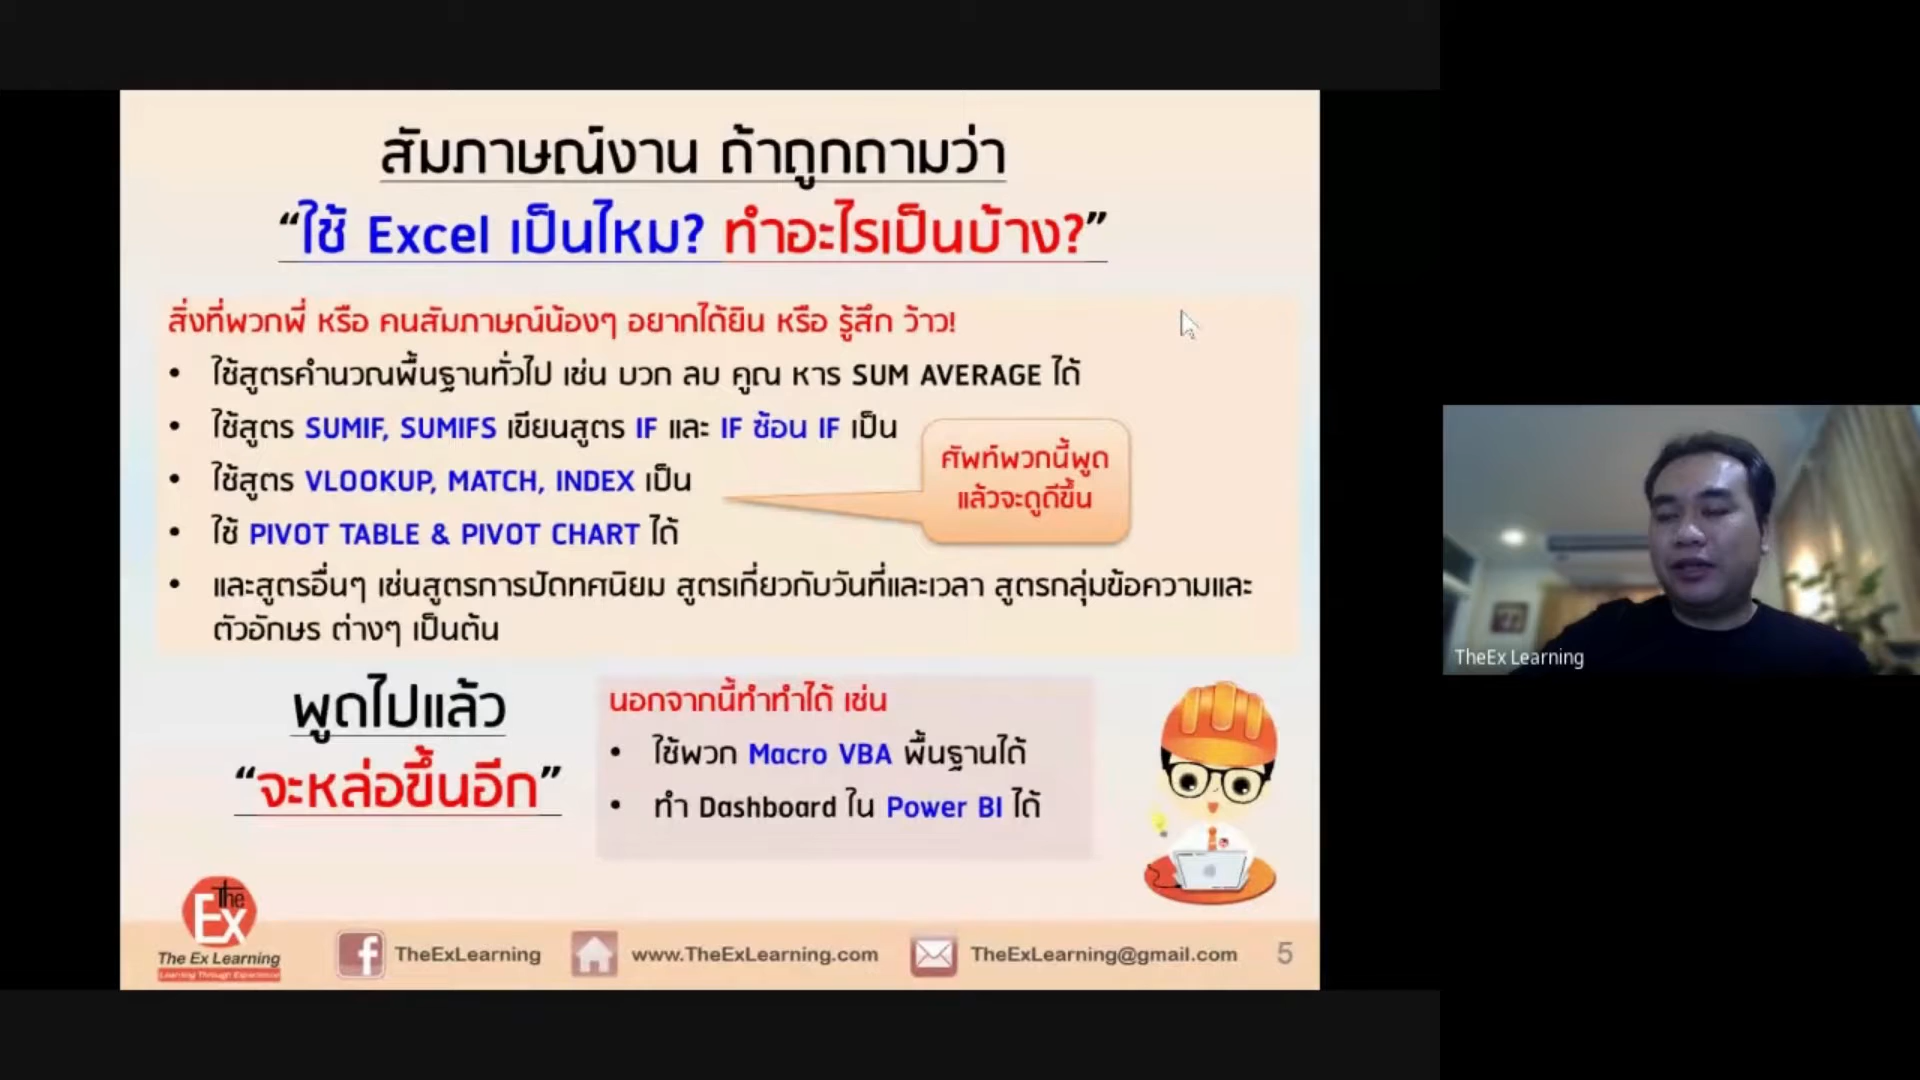 สัมภาษณ์งาน ถ้าถูกถามว่า
“ใช้ Excel เป็นไหม? ทำอะไรเป็นบ้าง?”
สิ่งที่พวกพี่ หรือ คนสัมภาษณ์น้องๆ อยากได้ยิน หรือ รู้สึก ว้าว!
• ใช้สูตรคำนวณพื้นฐานทั่วไป เช่น บวก ลบ คูณ หาร SUM AVERAGE ได้
• ใช้สูตร SUMIF, SUMIFS เขียนสูตร IF และ IF ซ้อน IF เป็น
• ใช้สูตร VLOOKUP, MATCH, INDEX เป็น
• ใช้ PIVOT TABLE & PIVOT CHART ได้
• และสูตรอื่นๆ เช่นสูตรการปัดทศนิยม สูตรเกี่ยวกับวันที่และเวลา สูตรกลุ่มข้อความและ
ตัวอักษร ต่างๆ เป็นต้น
ศัพท์พวกนี้พูด
แล้วจะดูดีขึ้น
พูดไปแล้ว
“จะหล่อขึ้นอีก”
นอกจากนี้ทำทำได้ เช่น
• ใช้พวก Macro VBA พื้นฐานได้
• ทำ Dashboard ใน Power BI ได้
The
Ex
The Ex Learning
Learning Through Experience
TheExLearning
www.TheExLearning.com
TheExLearning@gmail.com
5
TheEx Learning